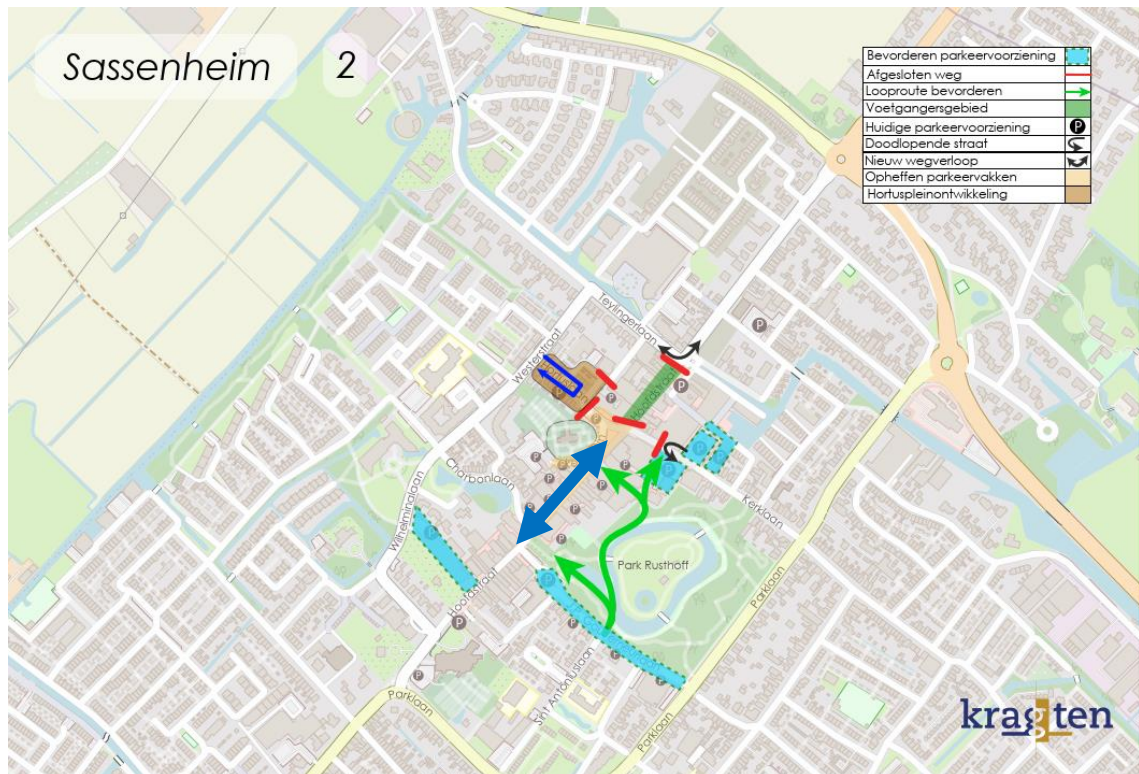 Sassenheim 2
Bevorderen parkeervoorziening
Afgesloten weg
Looproute bevorderen
Voetgangersgebied
Huidige parkeervoorziening P
Doodlopende straat
Nieuw wegverloop
Opheffen parkeervakken
Hortuspleinontwikkeling
Teylingerlaan
Westerstraat
Hoofdstraat
Charbonlaan
Wilhelminalaan
Kerklaan
Park Rusthoff
Hoofdstraat
Parklaan
Sint Antoniuslaan
Parklaan
Parklaan
kragten